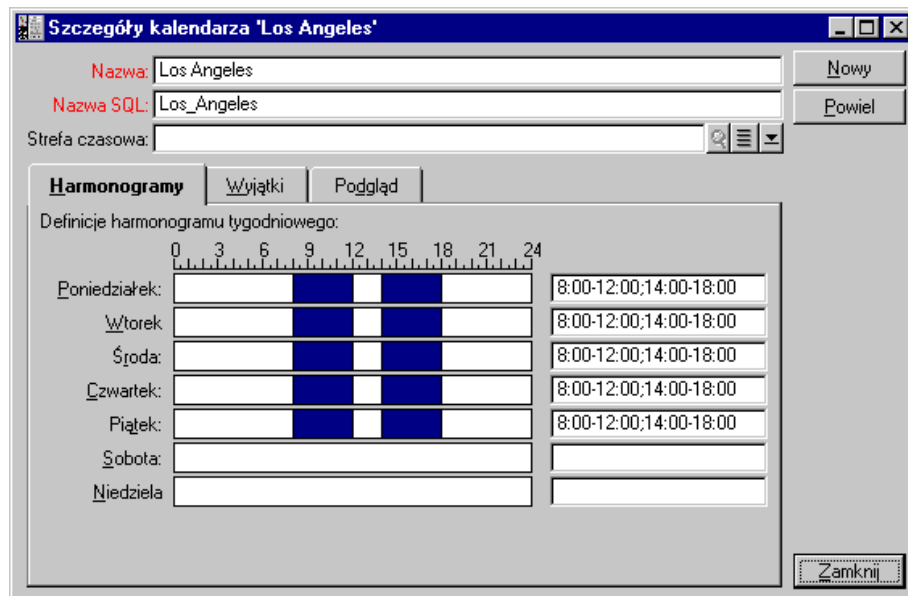 Szczegóły kalendarza 'Los Angeles'
Nazwa: Los Angeles Nowy
Nazwa SQL: Los_Angeles Powiel
Strefa czasowa:
Harmonogramy Wyjątki Podgląd
Definicje harmonogramu tygodniowego:
0 3 6 9 12 15 18 21 24
Poniedziałek: 8:00-12:00;14:00-18:00
Wtorek 8:00-12:00;14:00-18:00
Środa: 8:00-12:00;14:00-18:00
Czwartek: 8:00-12:00;14:00-18:00
Piątek: 8:00-12:00;14:00-18:00
Sobota:
Niedziela
Zamknij